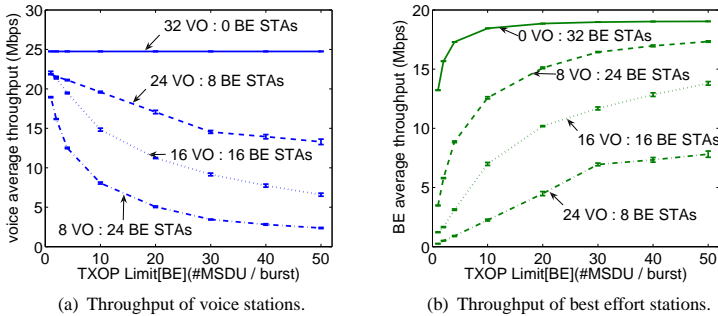 voice average throughput (Mbps)
30
25
20
15
10
5
0
32 VO : 0 BE STAs
24 VO : 8 BE STAs
16 VO : 16 BE STAs
8 VO : 24 BE STAs
0 10 20 30 40 50
TXOP Limit[BE](#MSDU / burst)
(a) Throughput of voice stations.
BE average throughput (Mbps)
20
15
10
5
0
0 VO : 32 BE STAs
8 VO : 24 BE STAs
16 VO : 16 BE STAs
24 VO : 8 BE STAs
0 10 20 30 40 50
TXOP Limit[BE](#MSDU / burst)
(b) Throughput of best effort stations.